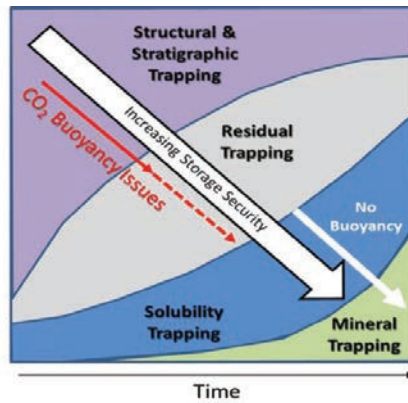 Structural &
Stratigraphic
Trapping
CO2 Buoyancy Issues
Increasing Storage Security
Residual
Trapping
No
Buoyancy
Solubility
Trapping
Mineral
Trapping
Time